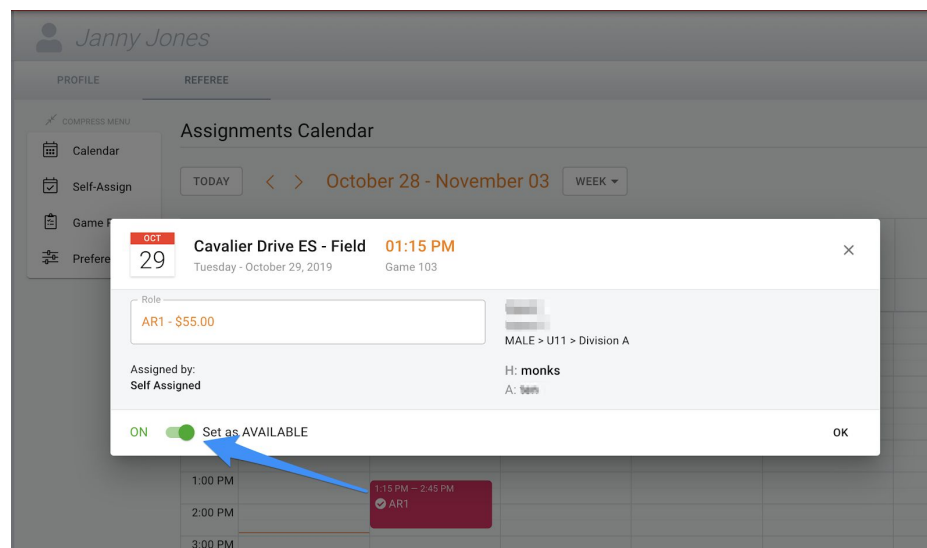 Janny Jones
PROFILE
REFEREE
COMPRESS MENU
Calendar
Self-Assign
Game
Prefere
Assignments Calendar
TODAY
October 28 - November 03
WEEK
OCT
29
Cavalier Drive ES - Field
01:15 PM
Tuesday - October 29, 2019
Game 103
Role
AR1 - $55.00
MALE > U11 > Division A
Assigned by:
Self Assigned
H: monks
A:
ON
Set as AVAILABLE
OK
1:00 PM
1:15 PM – 2:45 PM
AR1
2:00 PM
3:00 PM